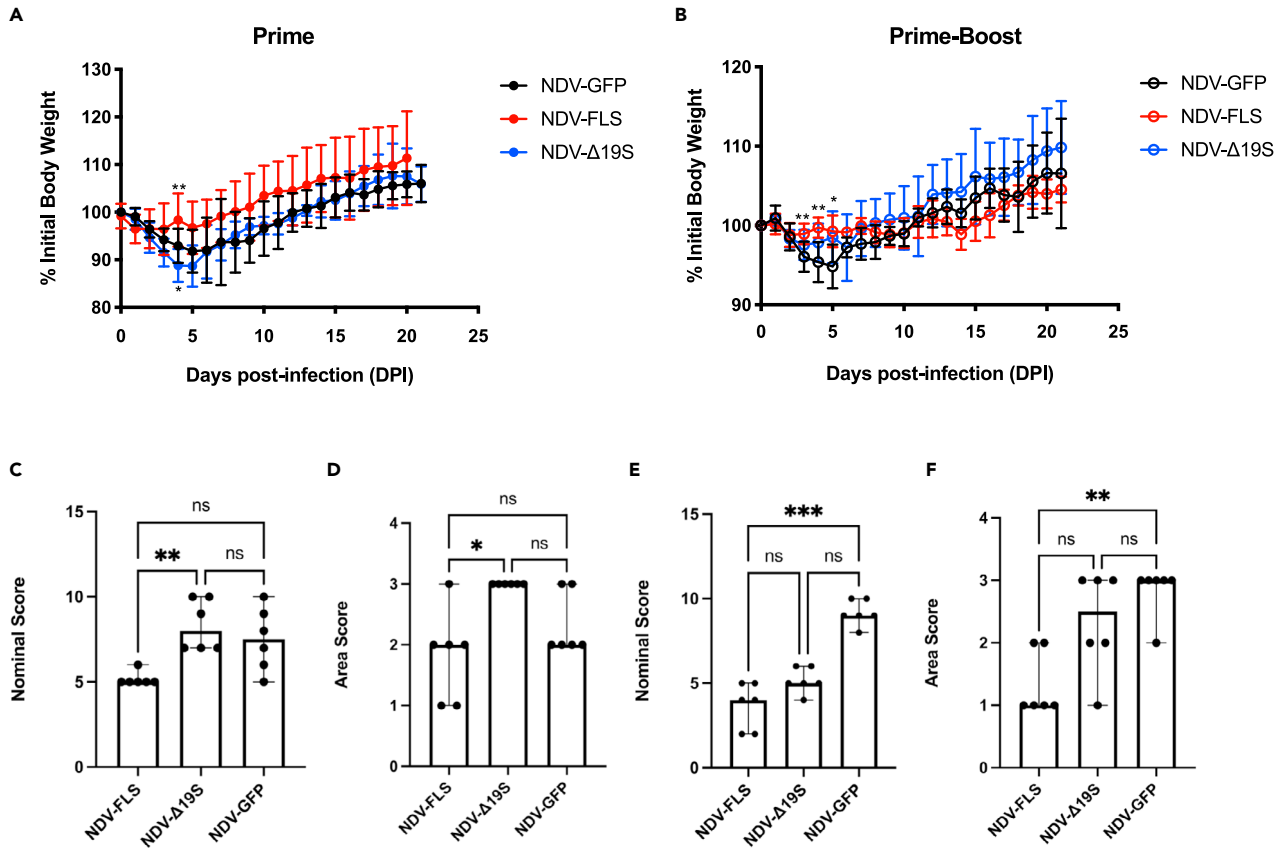 A
Prime
% Initial Body Weight
130
120
110
100
90
80
**
*
0 5 10 15 20 25
Days post-infection (DPI)
NDV-GFP
NDV-FLS
NDV-Δ19S
B
Prime-Boost
% Initial Body Weight
120
110
100
90
** ** *
0 5 10 15 20 25
Days post-infection (DPI)
NDV-GFP
NDV-FLS
NDV-Δ19S
C
Nominal Score
15
10
5
0
ns
** ns
NDV-FLS
NDV-Δ19S
NDV-GFP
D
Area Score
4
3
2
1
0
ns
* ns
NDV-FLS
NDV-Δ19S
NDV-GFP
E
Nominal Score
15
10
5
0
***
ns ns
NDV-FLS
NDV-Δ19S
NDV-GFP
F
Area Score
4
3
2
1
0
**
ns ns
NDV-FLS
NDV-Δ19S
NDV-GFP